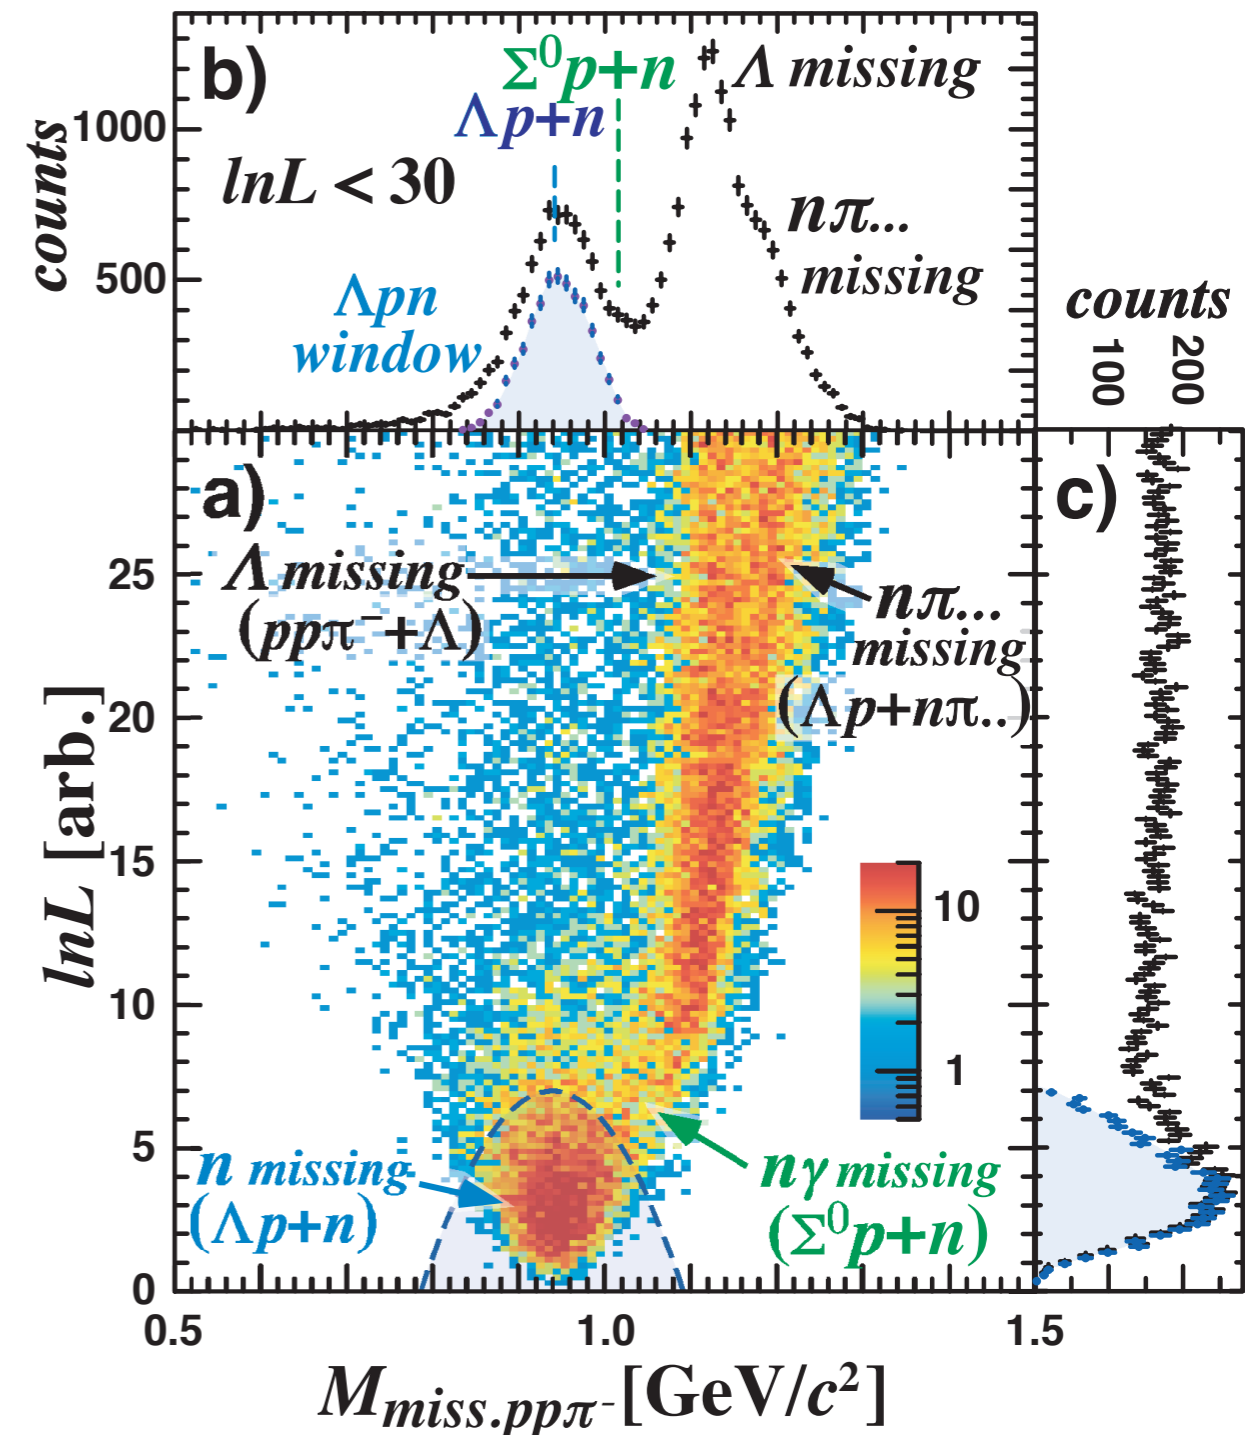 b)
Σ⁰p+n
Λp+n
Λ missing
lnL < 30
nπ...
missing
Λpn
window
counts
1000
500
counts
100
200
a)
c)
Λ missing
(ppπ⁻+Λ)
nπ...
missing
(Λp+nπ..)
10
1
n missing
(Λp+n)
nγ missing
(Σ⁰p+n)
lnL [arb.]
25
20
15
10
5
0
0.5
1.0
1.5
M_miss.ppπ⁻ [GeV/c²]